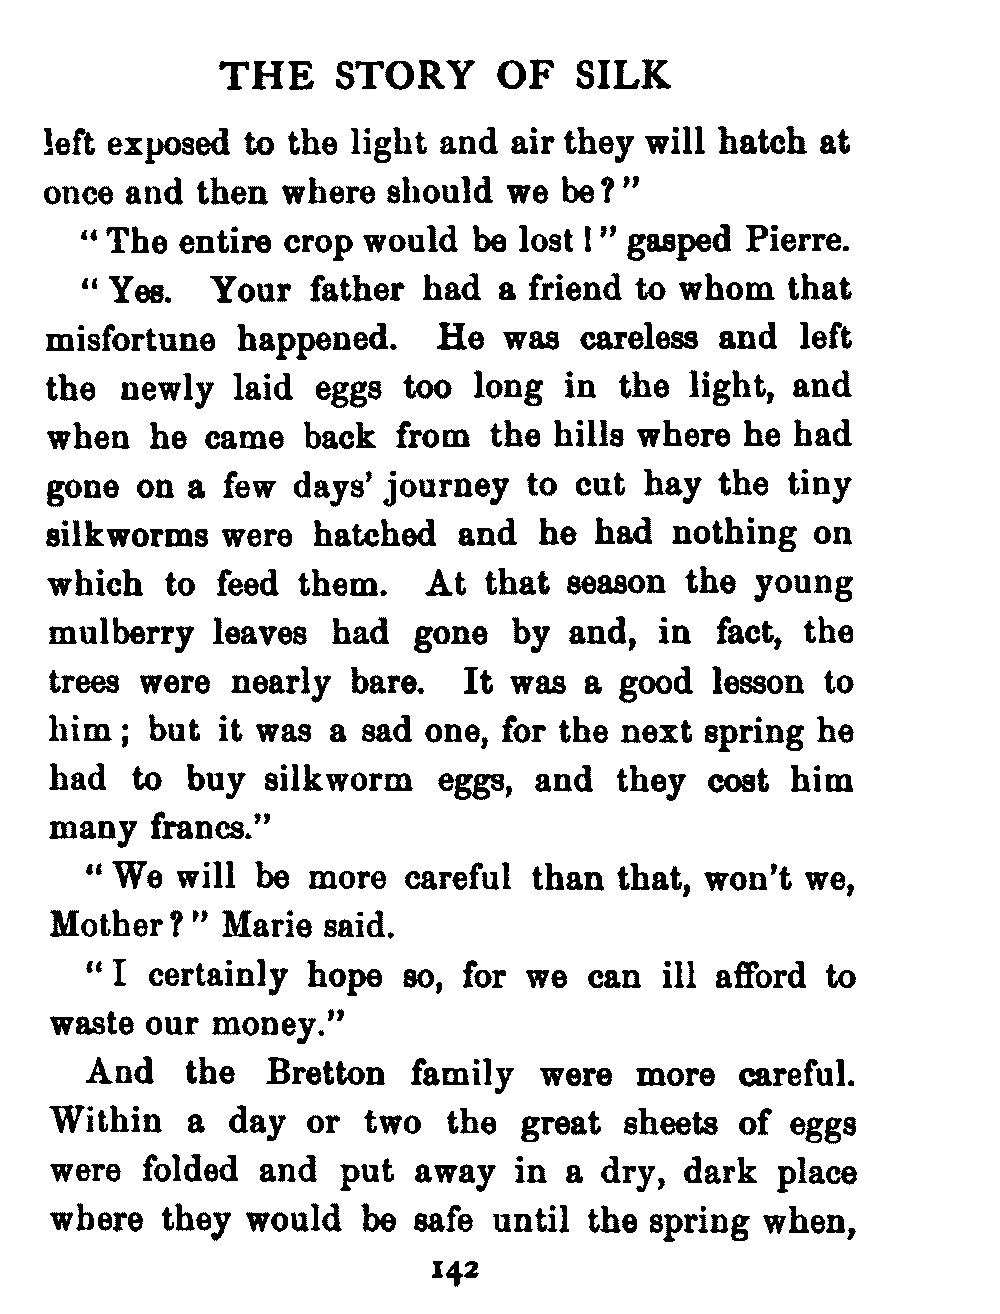 THE STORY OF SILK
left exposed to the light and air they will hatch at
once and then where should we be?”
“The entire crop would be lost!” gasped Pierre.
“Yes. Your father had a friend to whom that
misfortune happened. He was careless and left
the newly laid eggs too long in the light, and
when he came back from the hills where he had
gone on a few days’ journey to cut hay the tiny
silkworms were hatched and he had nothing on
which to feed them. At that season the young
mulberry leaves had gone by and, in fact, the
trees were nearly bare. It was a good lesson to
him; but it was a sad one, for the next spring he
had to buy silkworm eggs, and they cost him
many francs.”
“We will be more careful than that, won’t we,
Mother?” Marie said.
“I certainly hope so, for we can ill afford to
waste our money.”
And the Bretton family were more careful.
Within a day or two the great sheets of eggs
were folded and put away in a dry, dark place
where they would be safe until the spring when,
142